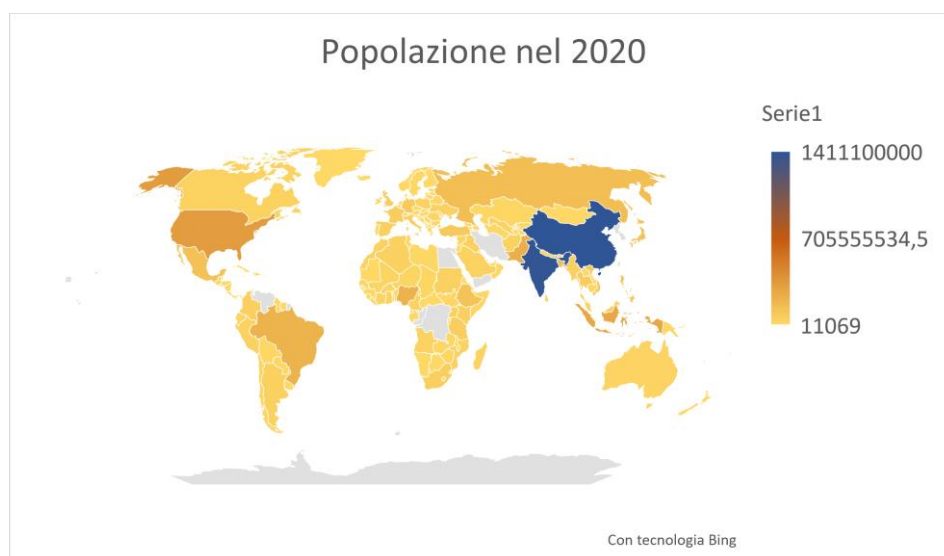 Popolazione nel 2020
Serie1
1411100000
705555534,5
11069
Con tecnologia Bing